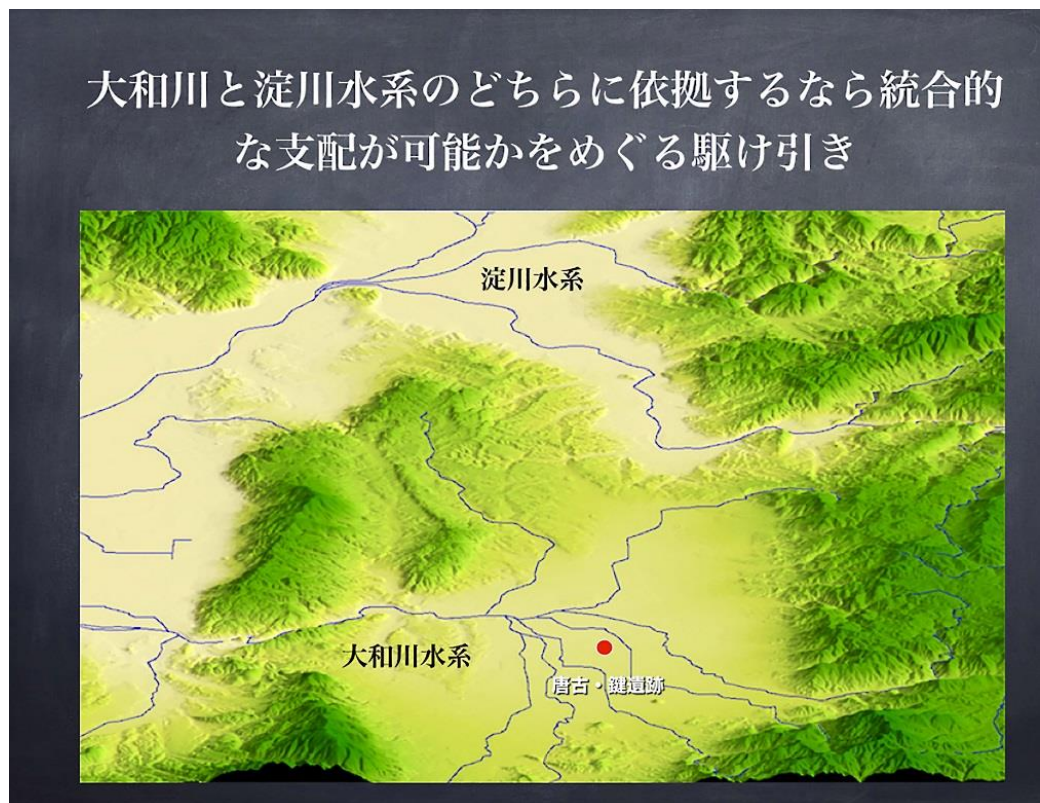 大和川と淀川水系のどちらに依拠するなら統合的
な支配が可能かをめぐる駆け引き
淀川水系
大和川水系
唐古・鍵遺跡